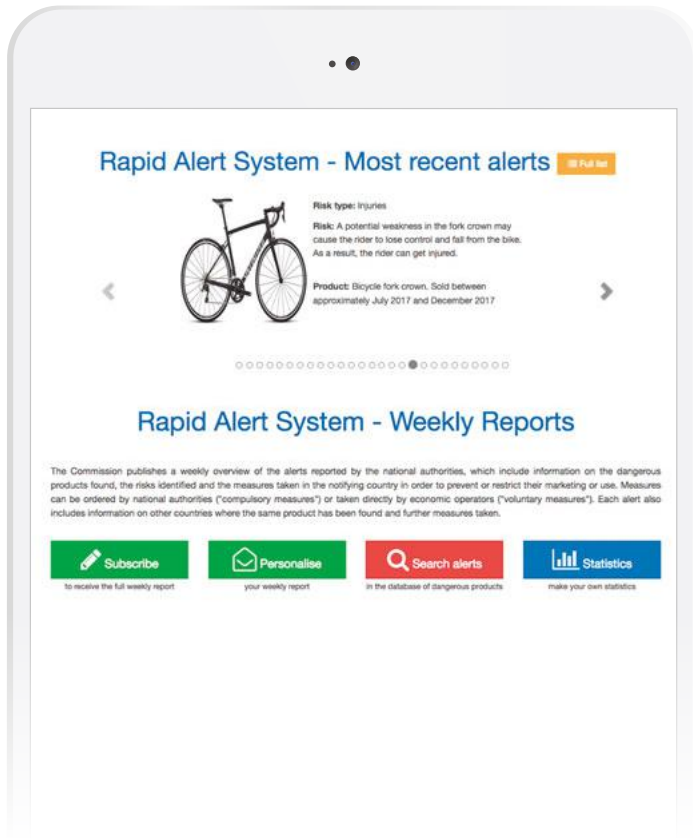 Rapid Alert System - Most recent alerts
Full list
Risk type: Injuries
Risk: A potential weakness in the fork crown may
cause the rider to lose control and fall from the bike.
As a result, the rider can get injured.
Product: Bicycle fork crown. Sold between
approximately July 2017 and December 2017
Rapid Alert System - Weekly Reports
The Commission publishes a weekly overview of the alerts reported by the national authorities, which include information on the dangerous
products found, the risks identified and the measures taken in the notifying country in order to prevent or restrict their marketing or use. Measures
can be ordered by national authorities ("compulsory measures") or taken directly by economic operators ("voluntary measures"). Each alert also
includes information on other countries where the same product has been found and further measures taken.
Subscribe
to receive the full weekly report
Personalise
your weekly report
Search alerts
in the database of dangerous products
Statistics
make your own statistics